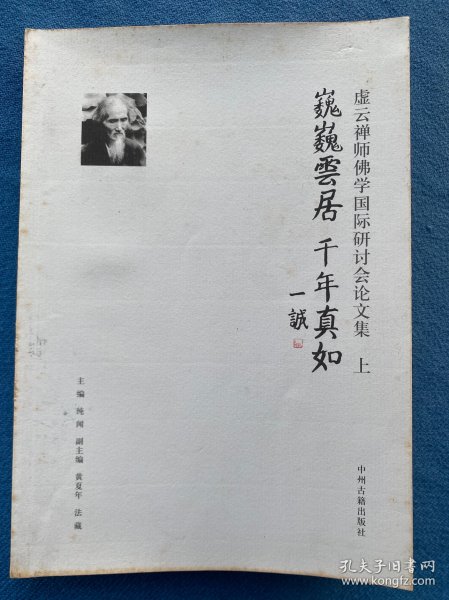 虚云禅师佛学国际研讨会论文集 上
巍巍雲居 千年真如
一誠
主编 纯闻 副主编 黄夏年 法藏
中州古籍出版社
孔夫子旧书网
www.kongfz.com